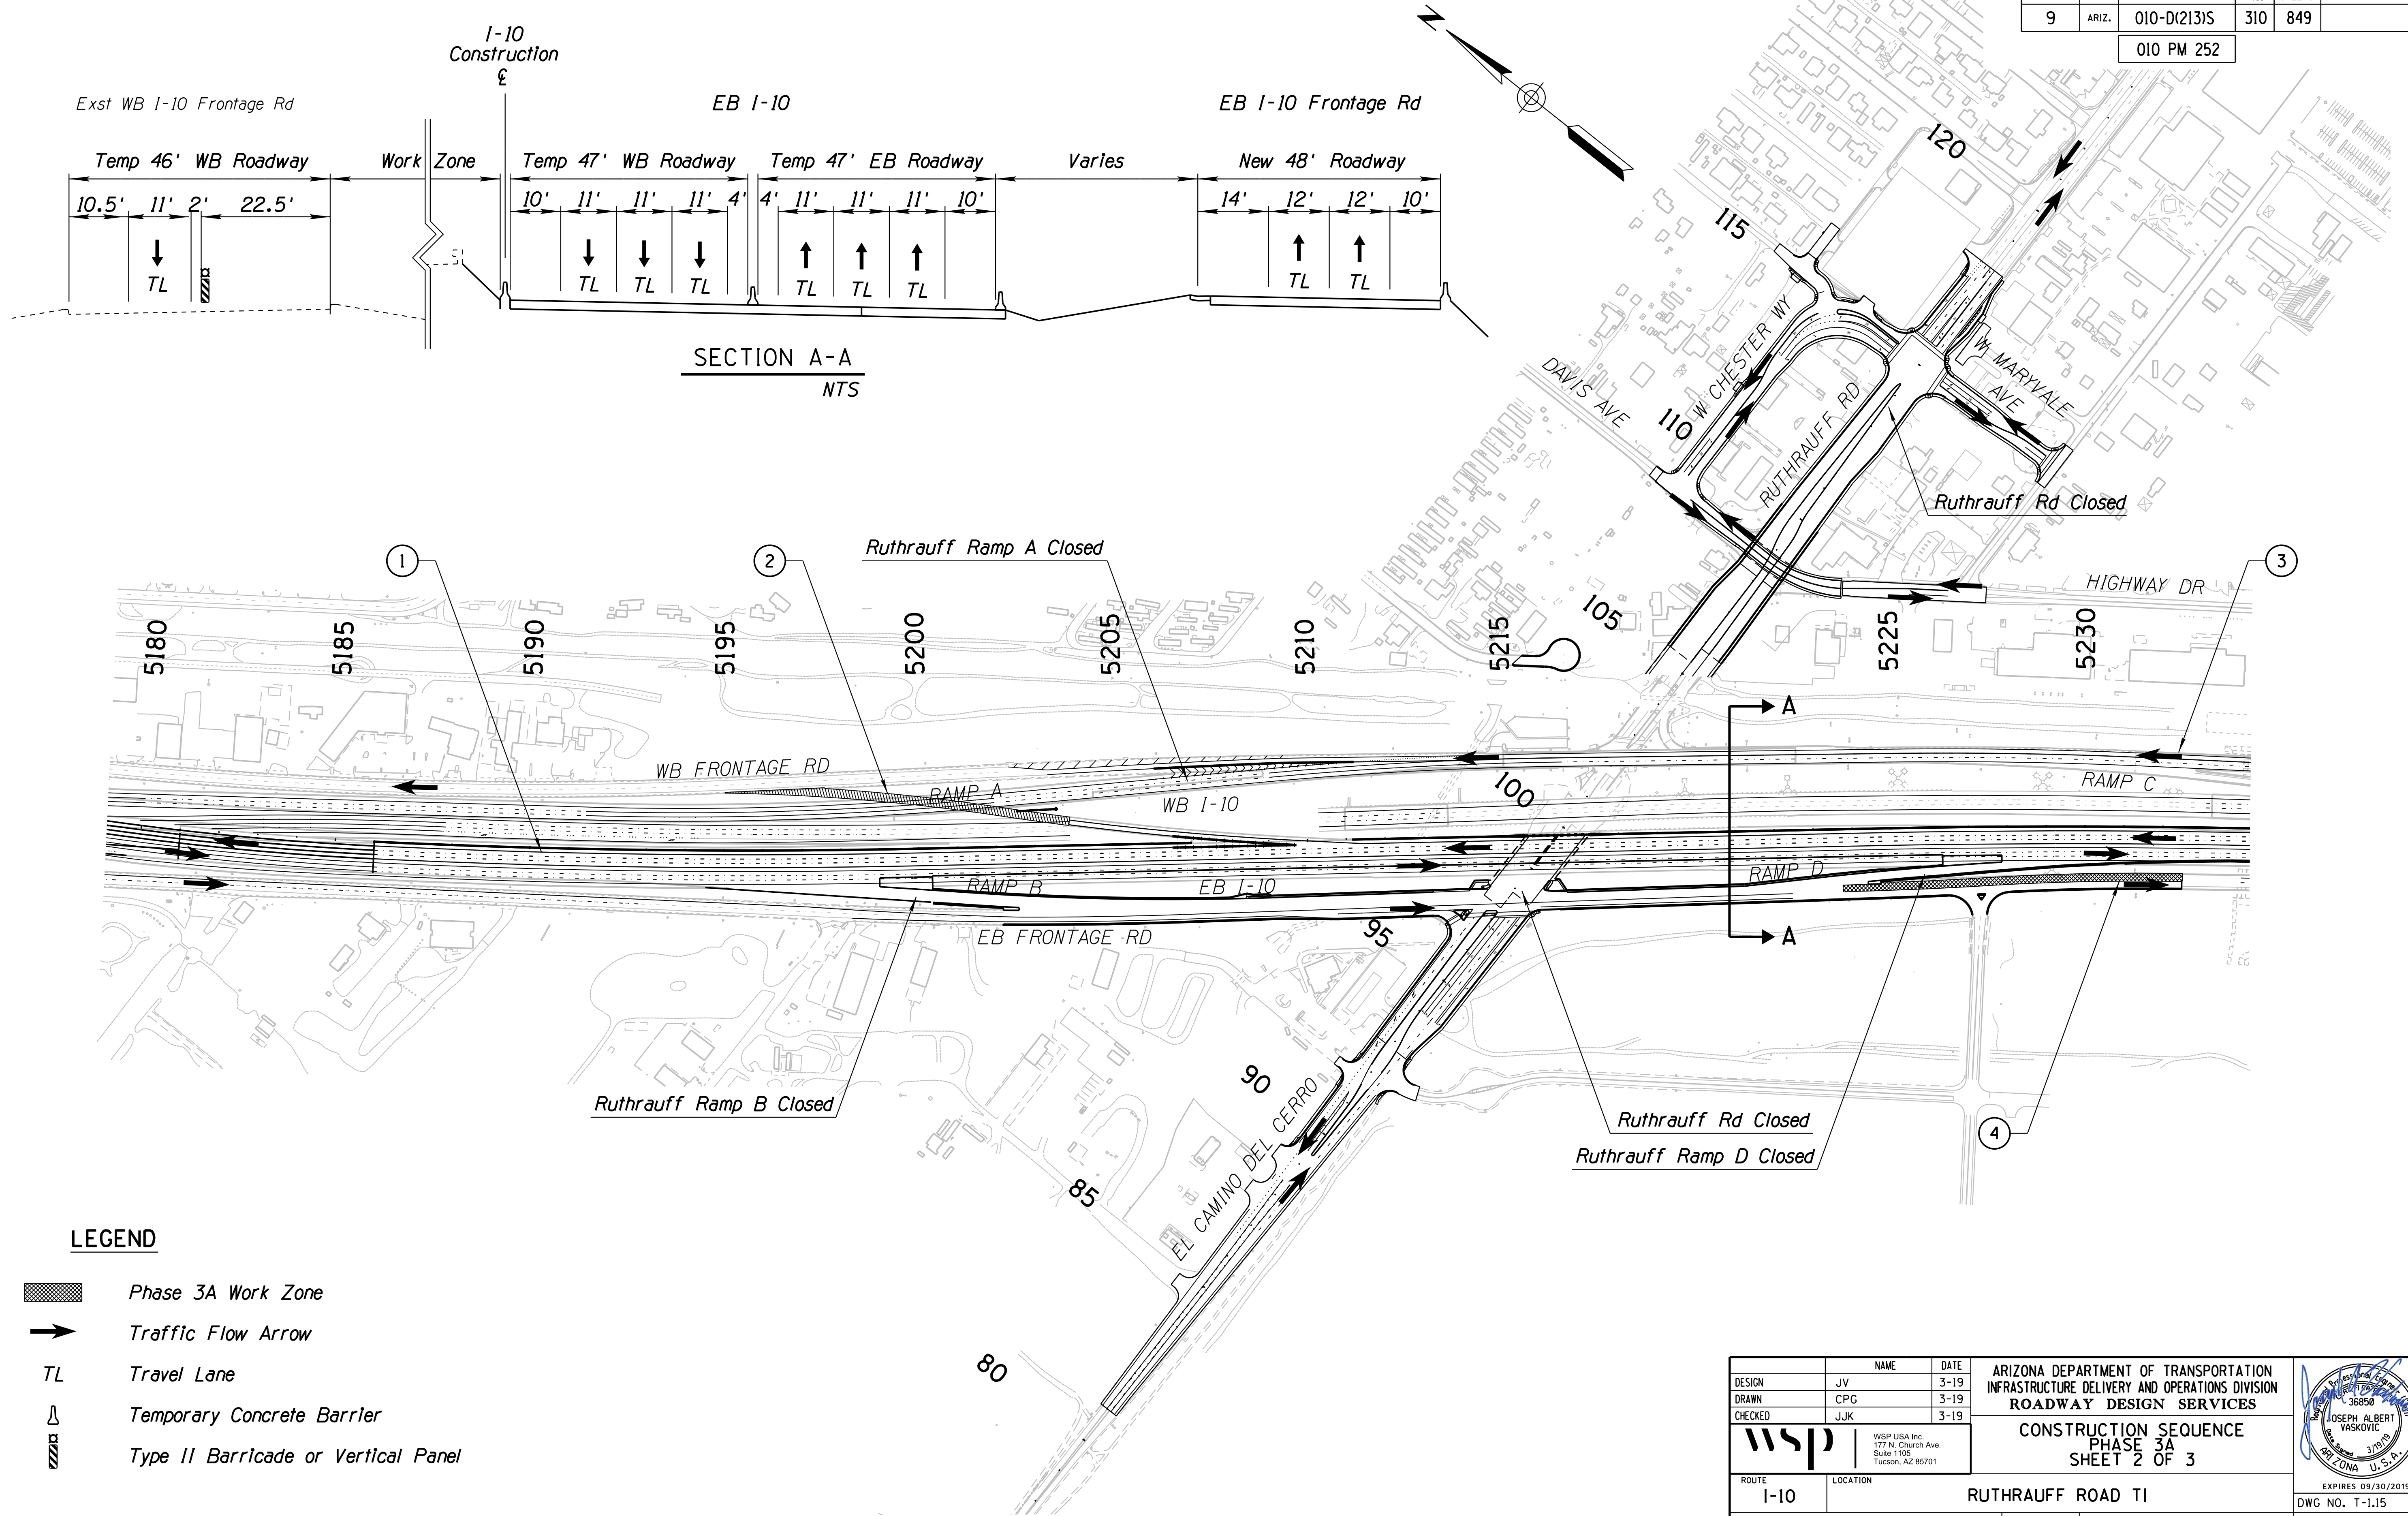 9 ARIZ. 010-D(213)S 310 849
010 PM 252
I-10
Construction
℄
Exst WB I-10 Frontage Rd
EB I-10
EB I-10 Frontage Rd
Temp 46' WB Roadway
Work Zone
Temp 47' WB Roadway
Temp 47' EB Roadway
Varies
New 48' Roadway
10.5' 11' 2' 22.5'
10' 11' 11' 11' 4' 4' 11' 11' 11' 10'
14' 12' 12' 10'
TL
TL TL TL TL TL TL
TL TL
SECTION A-A
NTS
N
120
115
110
105
100
95
90
85
80
W CHESTER WY
DAVIS AVE
RUTHRAUFF RD
W MARYVALE
AVE
Ruthrauff Rd Closed
HIGHWAY DR
1
2
Ruthrauff Ramp A Closed
3
5180
5185
5190
5195
5200
5205
5210
5215
5225
5230
A
WB FRONTAGE RD
RAMP A
WB I-10
RAMP C
RAMP B
EB I-10
RAMP D
EB FRONTAGE RD
A
Ruthrauff Ramp B Closed
EL CAMINO DEL CERRO
Ruthrauff Rd Closed
Ruthrauff Ramp D Closed
4
LEGEND
Phase 3A Work Zone
Traffic Flow Arrow
TL Travel Lane
Temporary Concrete Barrier
Type II Barricade or Vertical Panel
NAME DATE
DESIGN JV 3-19
DRAWN CPG 3-19
CHECKED JJK 3-19
ARIZONA DEPARTMENT OF TRANSPORTATION
INFRASTRUCTURE DELIVERY AND OPERATIONS DIVISION
ROADWAY DESIGN SERVICES
wsp
WSP USA Inc.
177 N. Church Ave.
Suite 1105
Tucson, AZ 85701
CONSTRUCTION SEQUENCE
PHASE 3A
SHEET 2 OF 3
ROUTE
I-10
LOCATION
RUTHRAUFF ROAD TI
36850
JOSEPH ALBERT
VASKOVIC
3/19/19
ARIZONA U.S.A.
EXPIRES 09/30/2019
DWG NO. T-1.15